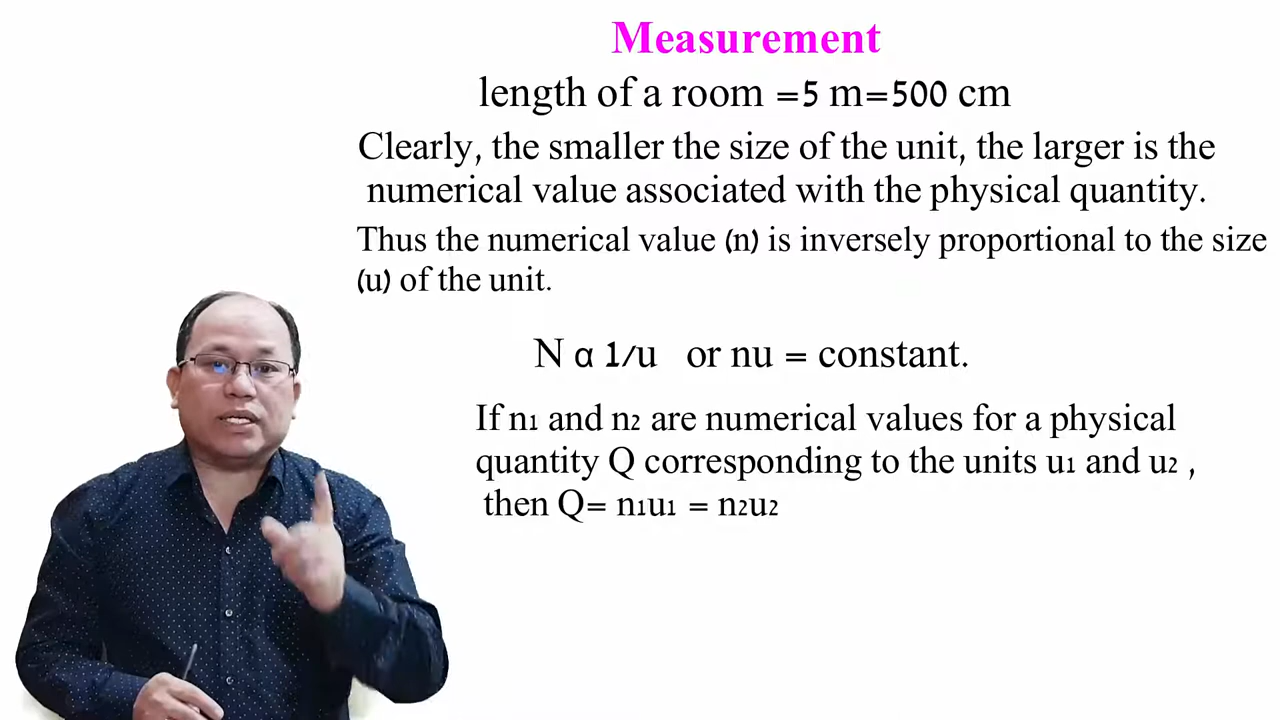 Measurement
length of a room =5 m=500 cm
Clearly, the smaller the size of the unit, the larger is the
numerical value associated with the physical quantity.
Thus the numerical value (n) is inversely proportional to the size
(u) of the unit.
N α 1/u or nu = constant.
If n₁ and n₂ are numerical values for a physical
quantity Q corresponding to the units u₁ and u₂ ,
then Q= n₁u₁ = n₂u₂